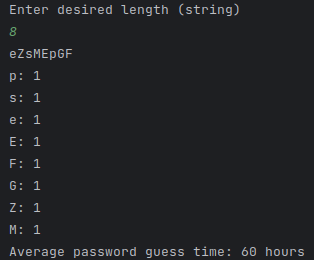 Enter desired length (string)
8
eZsMEpGF
p: 1
s: 1
e: 1
E: 1
F: 1
G: 1
Z: 1
M: 1
Average password guess time: 60 hours